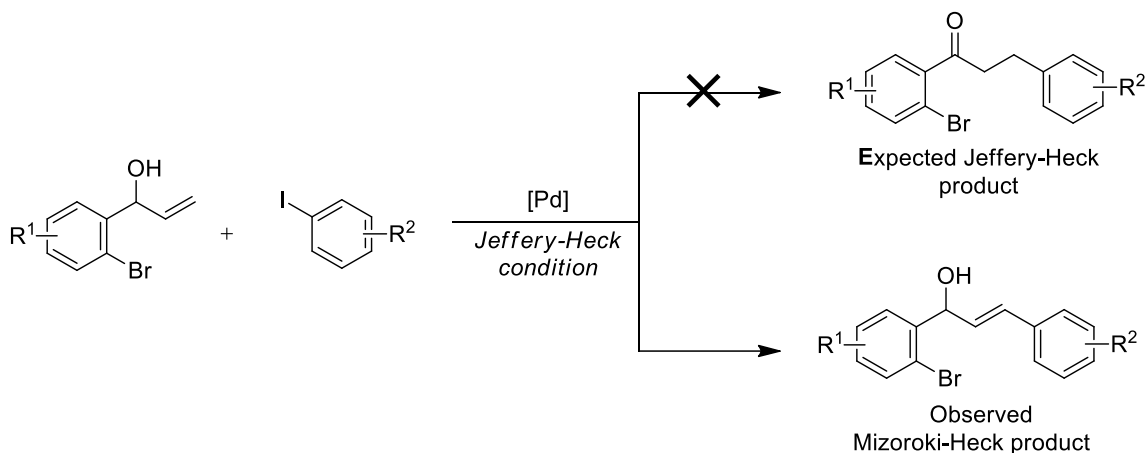 O
R¹
R²
Br
Expected Jeffery-Heck
product
OH
R¹
Br
+
I
R²
[Pd]
Jeffery-Heck
condition
OH
R¹
R²
Br
Observed
Mizoroki-Heck product